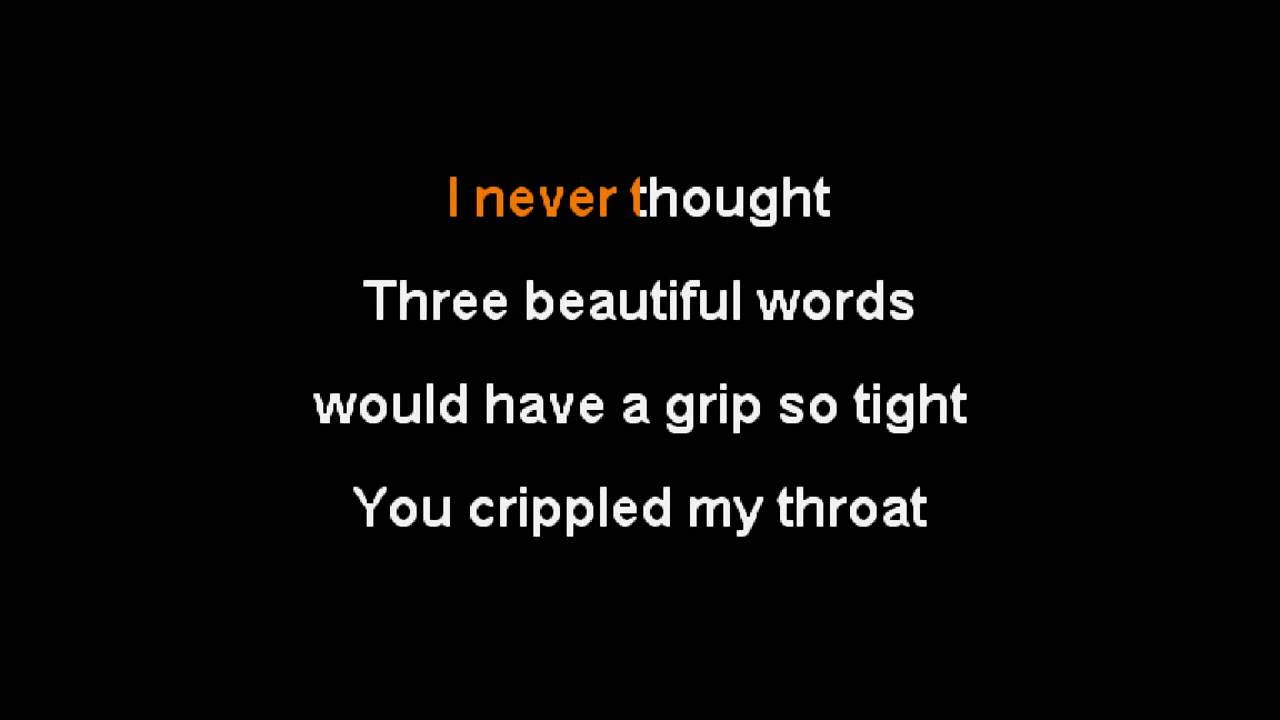 I never thought
Three beautiful words
would have a grip so tight
You crippled my throat